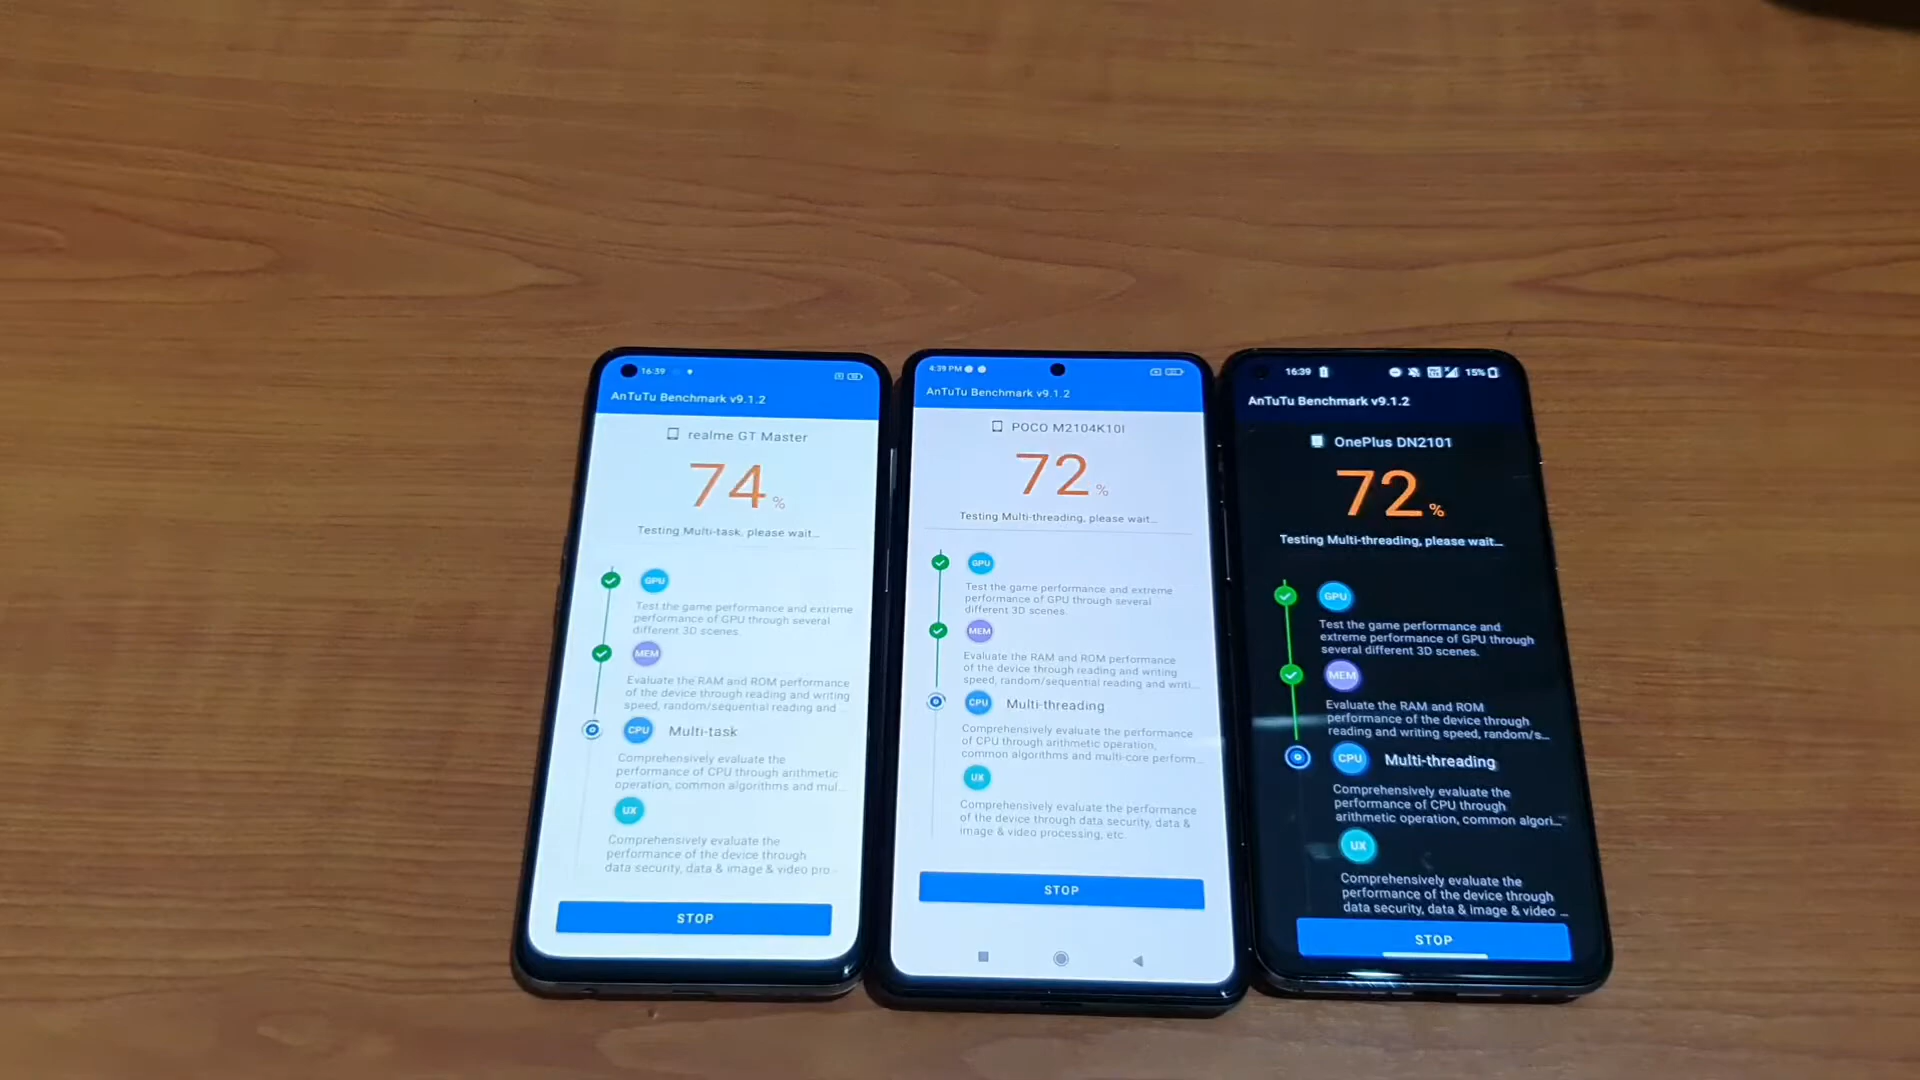 16:39
AnTuTu Benchmark v9.1.2
realme GT Master
74%
Testing Multi-task, please wait...
GPU
Test the game performance and extreme
performance of GPU through several
different 3D scenes.
MEM
Evaluate the RAM and ROM performance
of the device through reading and writing
speed, random/sequential reading and ...
CPU Multi-task
Comprehensively evaluate the
performance of CPU through arithmetic
operation, common algorithms and mul...
UX
Comprehensively evaluate the
performance of the device through
data security, data & image & video pro...
STOP
4:39 PM
AnTuTu Benchmark v9.1.2
POCO M2104K10I
72%
Testing Multi-threading, please wait...
GPU
Test the game performance and extreme
performance of GPU through several
different 3D scenes.
MEM
Evaluate the RAM and ROM performance
of the device through reading and writing
speed, random/sequential reading and writi...
CPU Multi-threading
Comprehensively evaluate the performance
of CPU through arithmetic operation,
common algorithms and multi-core perform...
UX
Comprehensively evaluate the performance
of the device through data security, data &
image & video processing, etc.
STOP
16:39 15%
AnTuTu Benchmark v9.1.2
OnePlus DN2101
72%
Testing Multi-threading, please wait...
GPU
Test the game performance and
extreme performance of GPU through
several different 3D scenes.
MEM
Evaluate the RAM and ROM
performance of the device through
reading and writing speed, random/s...
CPU Multi-threading
Comprehensively evaluate the
performance of CPU through
arithmetic operation, common algori...
UX
Comprehensively evaluate the
performance of the device through
data security, data & image & video ...
STOP